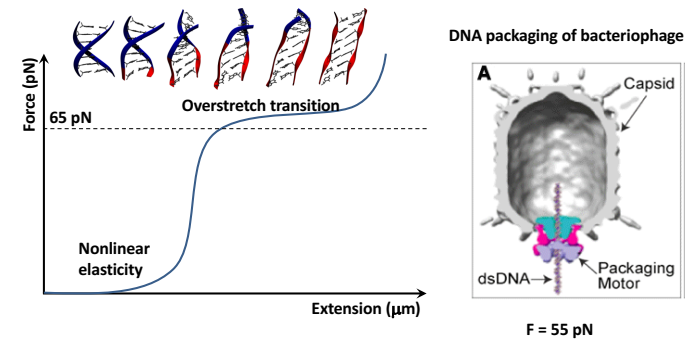 Force (pN)
65 pN
Overstretch transition
Nonlinear
elasticity
Extension (μm)
DNA packaging of bacteriophage
A
Capsid
dsDNA
Packaging
Motor
F = 55 pN